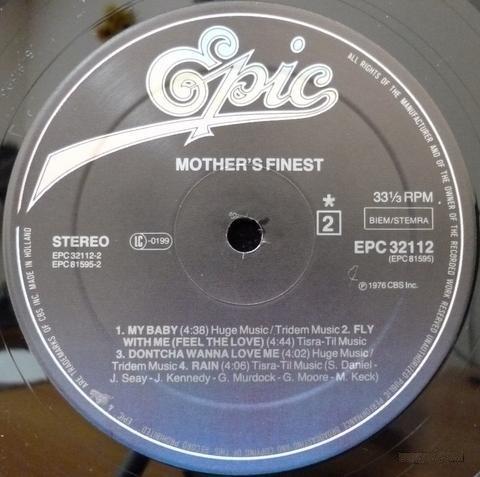 Epic
MOTHER'S FINEST
33⅓ RPM
*
2
BIEM/STEMRA
STEREO
LC-0199
EPC 32112-2
EPC 81595-2
EPC 32112
(EPC 81595)
℗ 1976 CBS Inc.
1. MY BABY (4:38) Huge Music/Tridem Music 2. FLY
WITH ME (FEEL THE LOVE) (4:44) Tisra-Til Music
3. DONTCHA WANNA LOVE ME (4:02) Huge Music/
Tridem Music 4. RAIN (4:06) Tisra-Til Music (S. Daniel -
J. Seay - J. Kennedy - G. Murdock - G. Moore - M. Keck)
ALL RIGHTS OF THE MANUFACTURER AND OF THE OWNER OF THE RECORDED WORK RESERVED UNAUTHORIZED PUBLIC PERFORMANCE BROADCASTING AND COPYING OF THIS RECORD PROHIBITED
EPIC & ARE TRADEMARKS OF CBS INC. MADE IN HOLLAND